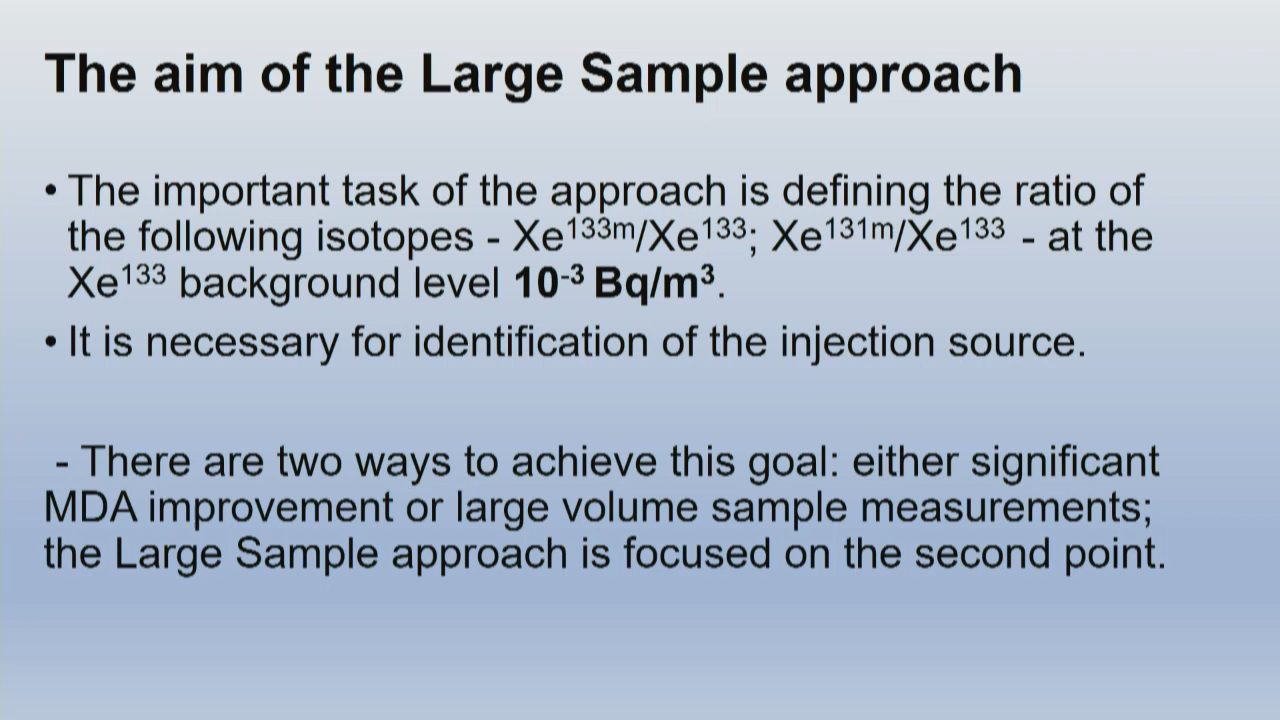 The aim of the Large Sample approach
• The important task of the approach is defining the ratio of
the following isotopes - Xe¹³³ᵐ/Xe¹³³; Xe¹³¹ᵐ/Xe¹³³ - at the
Xe¹³³ background level 10⁻³ Bq/m³.
• It is necessary for identification of the injection source.
- There are two ways to achieve this goal: either significant
MDA improvement or large volume sample measurements;
the Large Sample approach is focused on the second point.